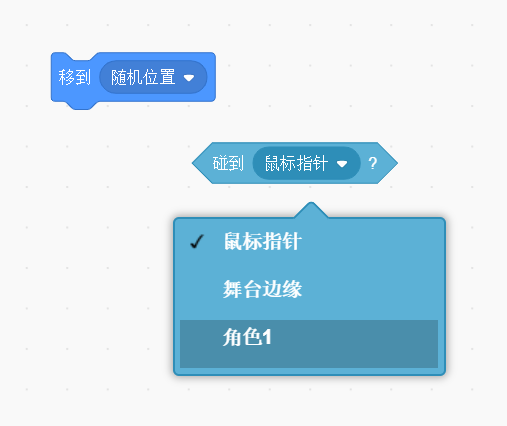 移到 随机位置
碰到 鼠标指针 ?
鼠标指针
舞台边缘
角色1